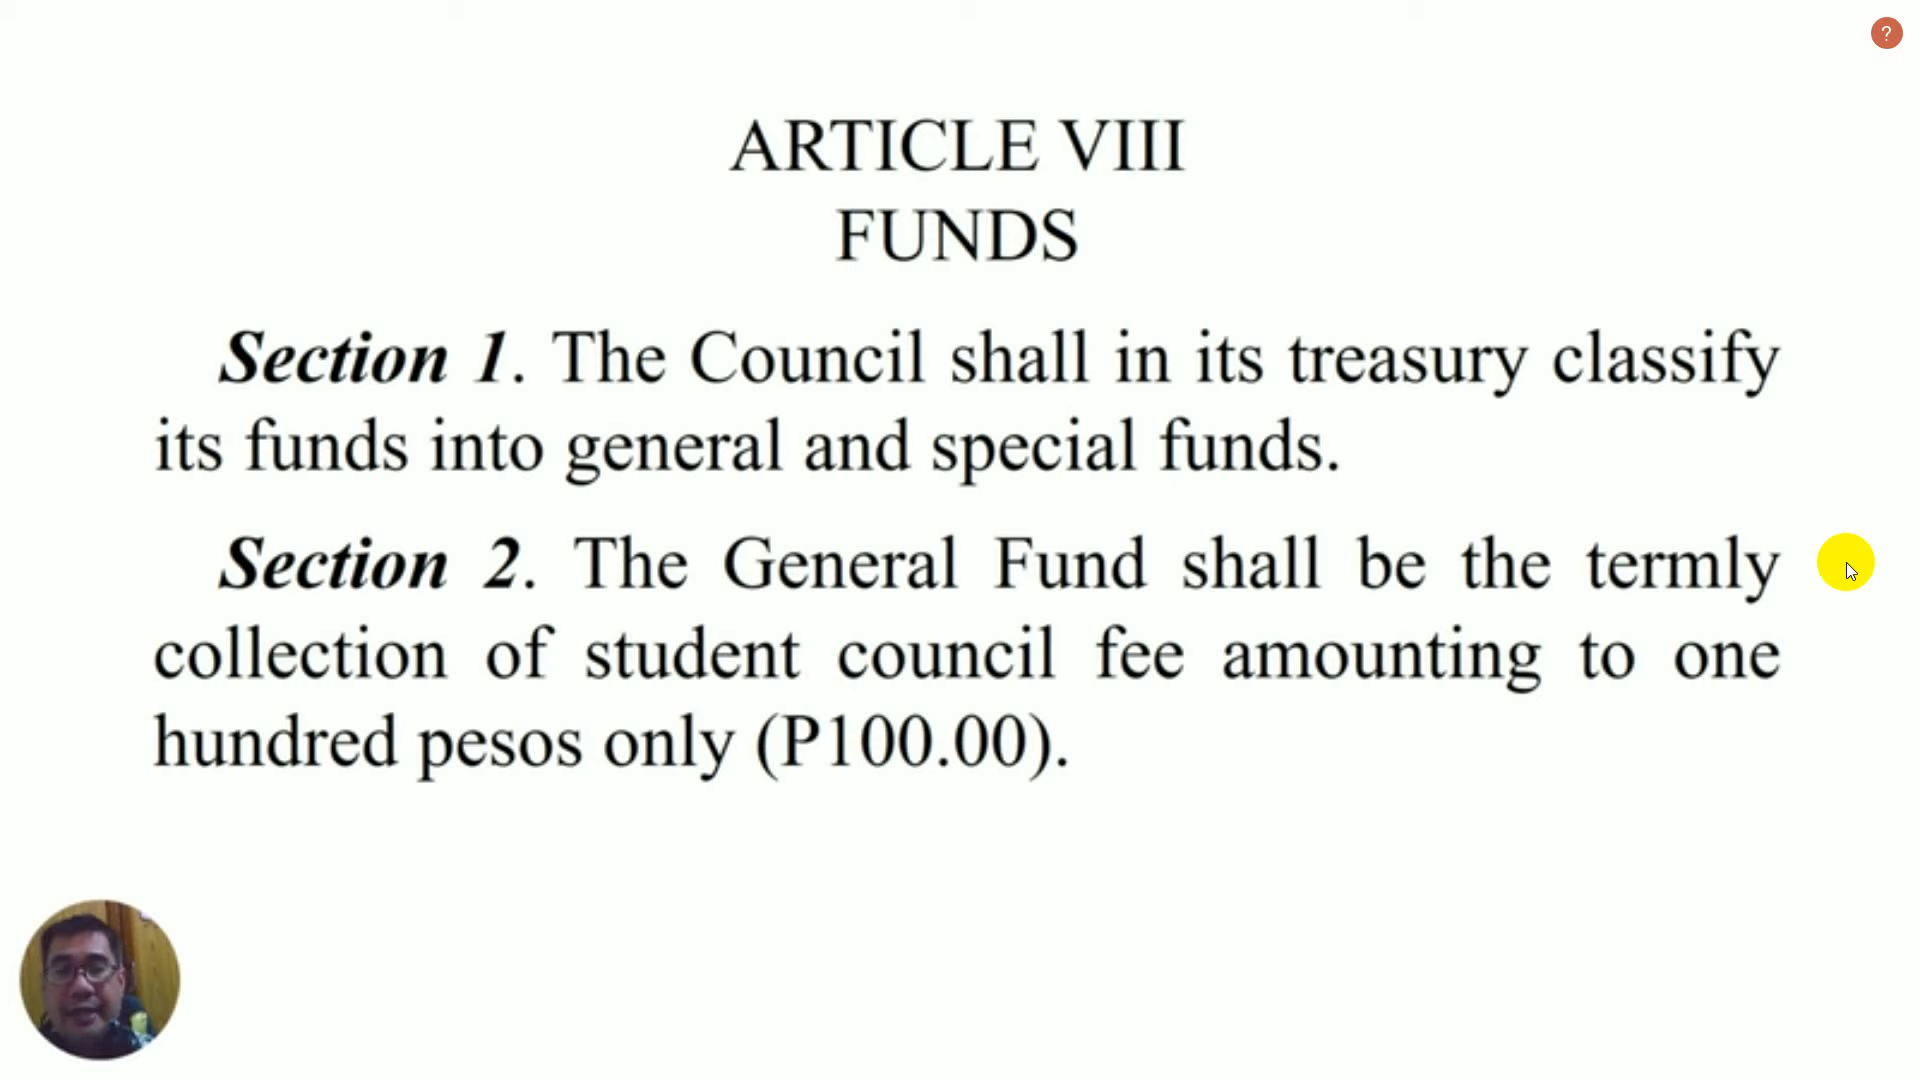 ?
ARTICLE VIII
FUNDS
Section 1. The Council shall in its treasury classify
its funds into general and special funds.
Section 2. The General Fund shall be the termly
collection of student council fee amounting to one
hundred pesos only (P100.00).